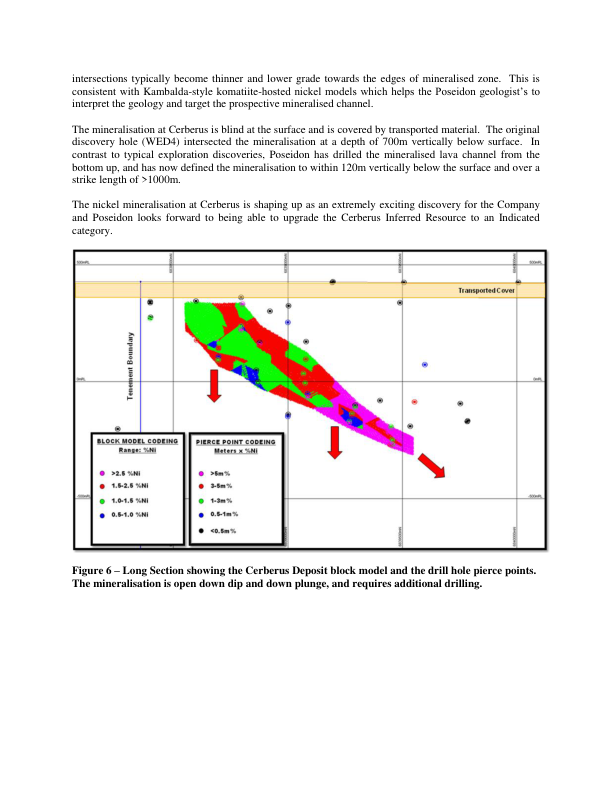 intersections typically become thinner and lower grade towards the edges of mineralised zone. This is
consistent with Kambalda-style komatiite-hosted nickel models which helps the Poseidon geologist's to
interpret the geology and target the prospective mineralised channel.
The mineralisation at Cerberus is blind at the surface and is covered by transported material. The original
discovery hole (WED4) intersected the mineralisation at a depth of 700m vertically below surface. In
contrast to typical exploration discoveries, Poseidon has drilled the mineralised lava channel from the
bottom up, and has now defined the mineralisation to within 120m vertically below the surface and over a
strike length of >1000m.
The nickel mineralisation at Cerberus is shaping up as an extremely exciting discovery for the Company
and Poseidon looks forward to being able to upgrade the Cerberus Inferred Resource to an Indicated
category.
Transported Cover
Tenement Boundary
BLOCK MODEL CODEING
Range: %Ni
>2.5 %Ni
1.5-2.5 %Ni
1.0-1.5 %Ni
0.5-1.0 %Ni
PIERCE POINT CODEING
Meters x %Ni
>5m%
3-5m%
1-3m%
0.5-1m%
<0.5m%
Figure 6 – Long Section showing the Cerberus Deposit block model and the drill hole pierce points.
The mineralisation is open down dip and down plunge, and requires additional drilling.